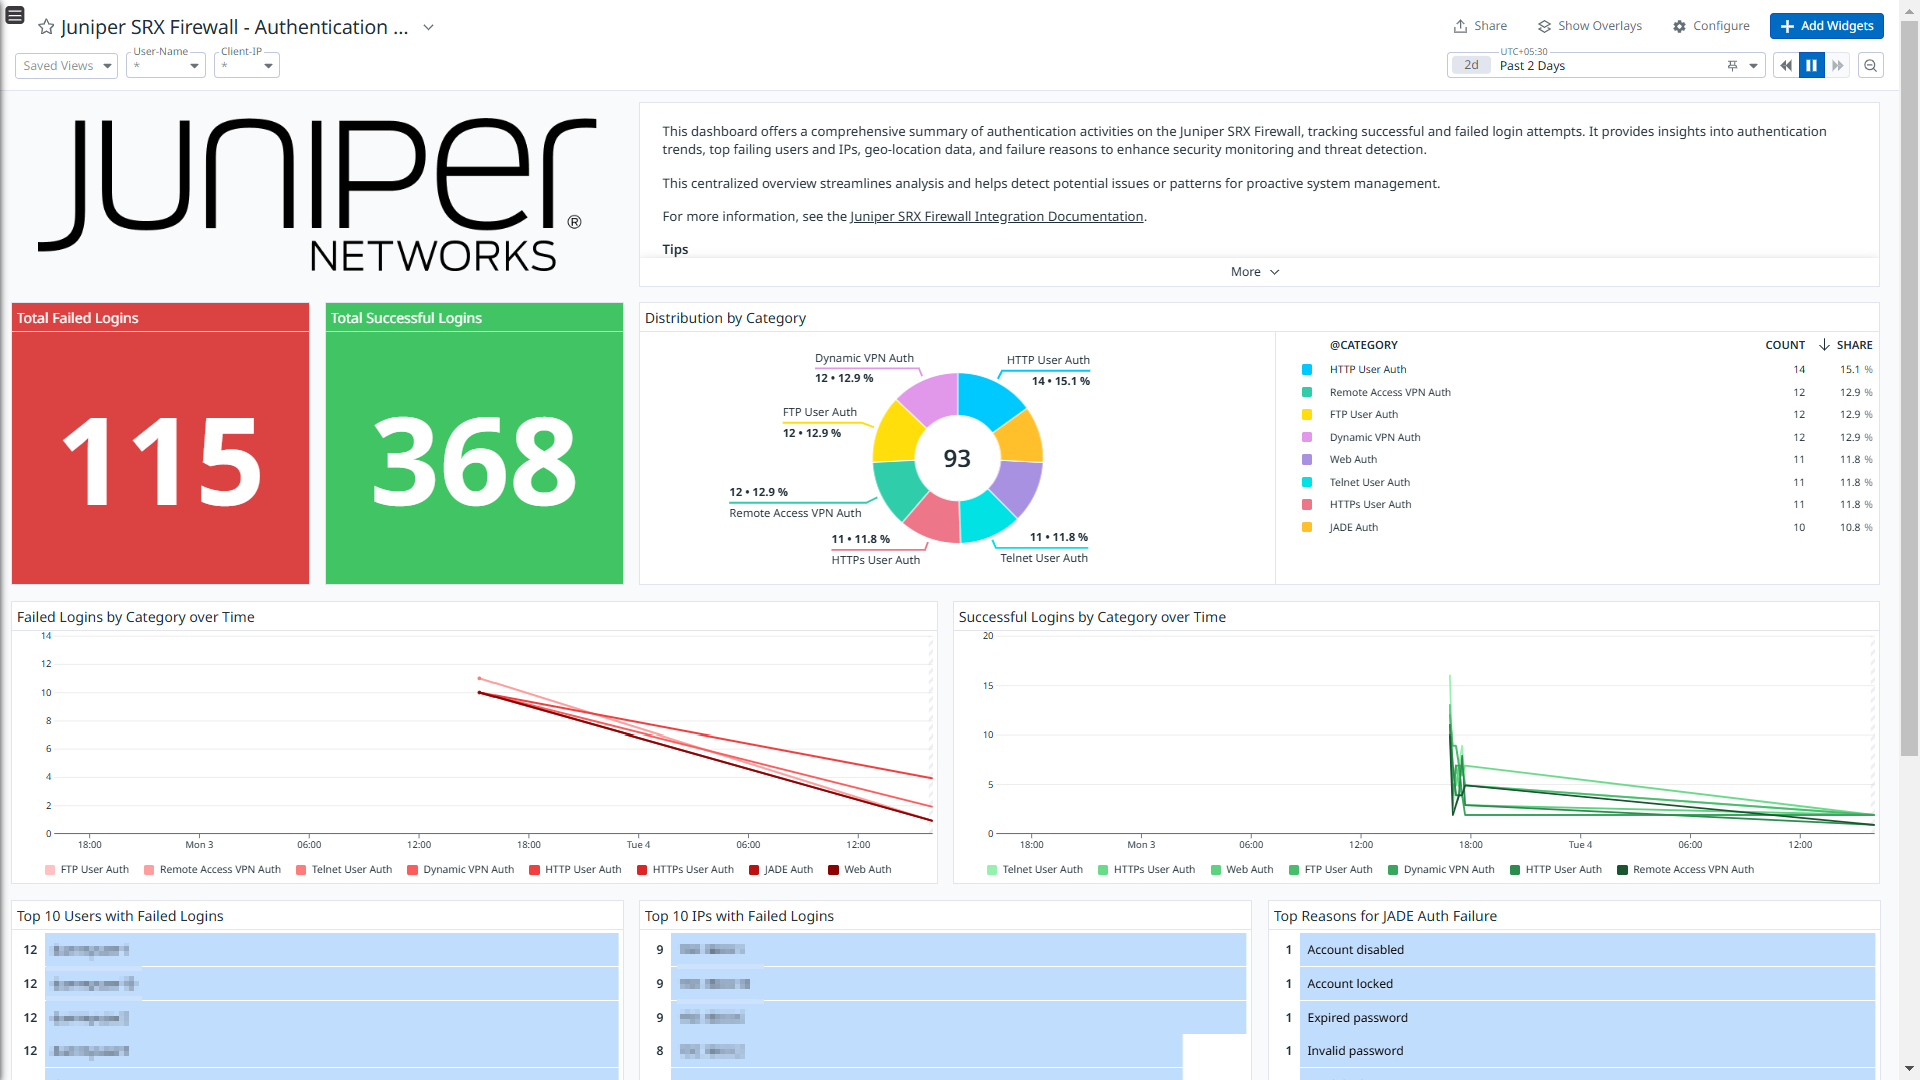 Juniper SRX Firewall - Authentication ...
Share
Show Overlays
Configure
Add Widgets
Saved Views
User-Name
*
Client-IP
*
UTC+05:30
2d
Past 2 Days
JUNIPer
®
NETWORKS
This dashboard offers a comprehensive summary of authentication activities on the Juniper SRX Firewall, tracking successful and failed login attempts. It provides insights into authentication
trends, top failing users and IPs, geo-location data, and failure reasons to enhance security monitoring and threat detection.
This centralized overview streamlines analysis and helps detect potential issues or patterns for proactive system management.
For more information, see the Juniper SRX Firewall Integration Documentation.
Tips
More
Total Failed Logins
115
Total Successful Logins
368
Distribution by Category
Dynamic VPN Auth
12 • 12.9 %
HTTP User Auth
14 • 15.1 %
FTP User Auth
12 • 12.9 %
93
12 • 12.9 %
Remote Access VPN Auth
11 • 11.8 %
HTTPs User Auth
11 • 11.8 %
Telnet User Auth
@CATEGORY COUNT SHARE
HTTP User Auth 14 15.1 %
Remote Access VPN Auth 12 12.9 %
FTP User Auth 12 12.9 %
Dynamic VPN Auth 12 12.9 %
Web Auth 11 11.8 %
Telnet User Auth 11 11.8 %
HTTPs User Auth 11 11.8 %
JADE Auth 10 10.8 %
Failed Logins by Category over Time
14
12
10
8
6
4
2
0
18:00 Mon 3 06:00 12:00 18:00 Tue 4 06:00 12:00
FTP User Auth Remote Access VPN Auth Telnet User Auth Dynamic VPN Auth HTTP User Auth HTTPs User Auth JADE Auth Web Auth
Successful Logins by Category over Time
20
15
10
5
0
18:00 Mon 3 06:00 12:00 18:00 Tue 4 06:00 12:00
Telnet User Auth HTTPs User Auth Web Auth FTP User Auth Dynamic VPN Auth HTTP User Auth Remote Access VPN Auth
Top 10 Users with Failed Logins
12
12
12
12
Top 10 IPs with Failed Logins
9
9
9
8
Top Reasons for JADE Auth Failure
1 Account disabled
1 Account locked
1 Expired password
1 Invalid password